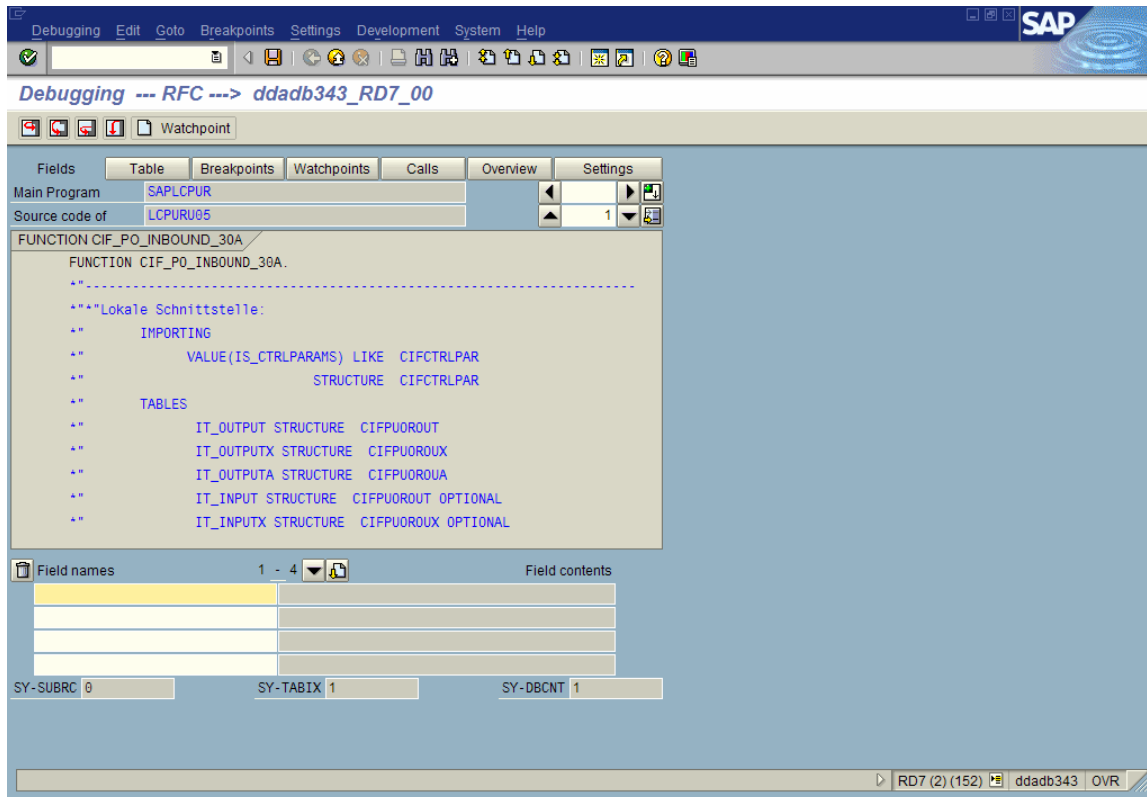 Debugging Edit Goto Breakpoints Settings Development System Help
SAP
Debugging --- RFC ---> ddadb343_RD7_00
Watchpoint
Fields Table Breakpoints Watchpoints Calls Overview Settings
Main Program SAPLCPUR
Source code of LCPURU05 1
FUNCTION CIF_PO_INBOUND_30A
FUNCTION CIF_PO_INBOUND_30A.
*"----------------------------------------------------------------------
*"*"Lokale Schnittstelle:
*" IMPORTING
*" VALUE(IS_CTRLPARAMS) LIKE CIFCTRLPAR
*" STRUCTURE CIFCTRLPAR
*" TABLES
*" IT_OUTPUT STRUCTURE CIFPUOROUT
*" IT_OUTPUTX STRUCTURE CIFPUOROUX
*" IT_OUTPUTA STRUCTURE CIFPUOROUA
*" IT_INPUT STRUCTURE CIFPUOROUT OPTIONAL
*" IT_INPUTX STRUCTURE CIFPUOROUX OPTIONAL
Field names 1 - 4 Field contents
SY-SUBRC 0 SY-TABIX 1 SY-DBCNT 1
RD7 (2) (152) ddadb343 OVR